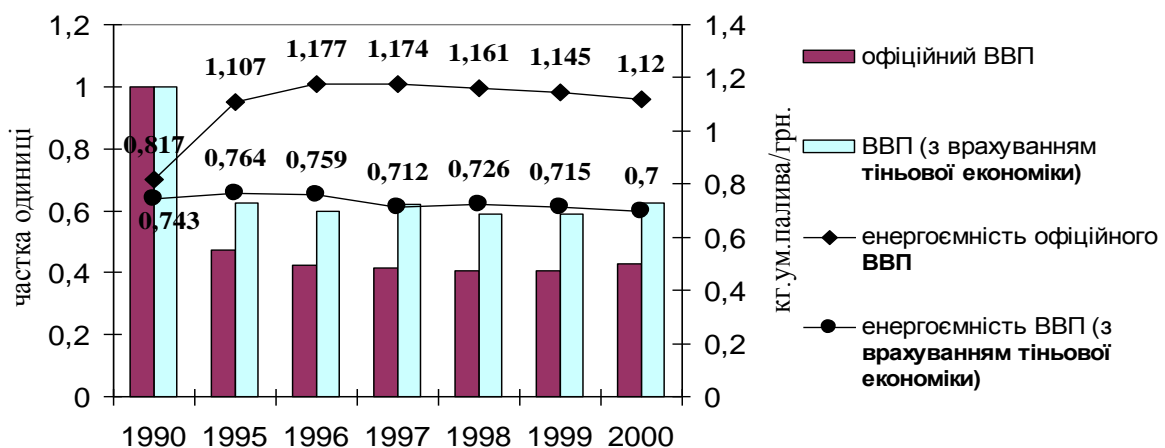 1,2
1
0,8
0,6
0,4
0,2
0
частка одиниці
1,107
1,177
1,174
1,161
1,145
1,12
0,817
0,764
0,759
0,712
0,726
0,715
0,7
0,743
1990 1995 1996 1997 1998 1999 2000
1,4
1,2
1
0,8
0,6
0,4
0,2
0
кг.ум.палива/грн.
офіційний ВВП
ВВП (з врахуванням
тіньової економіки)
енергоємність офіційного
ВВП
енергоємність ВВП (з
врахуванням тіньової
економіки)